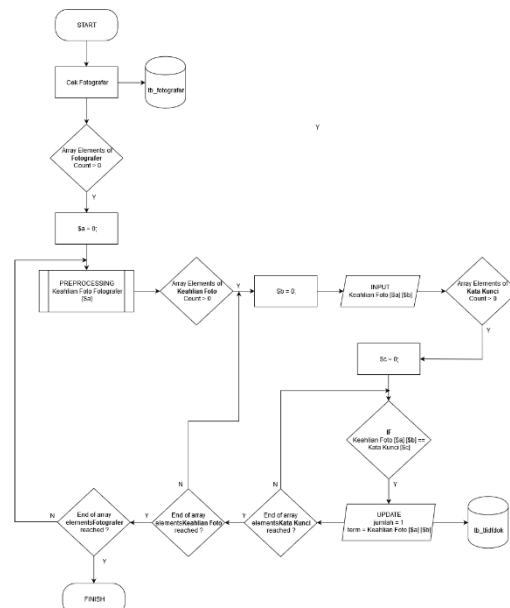 START
Cek Fotografer
tb_fotografer
Y
Array Elements of
Fotografer
Count > 0
Y
$a = 0;
PREPROCESSING
Keahlian Foto Fotografer
[$a]
Array Elements of
Keahlian Foto
Count > 0
Y
$b = 0;
INPUT
Keahlian Foto [$a] [$b]
Array Elements of
Kata Kunci
Count > 0
Y
$c = 0;
IF
Keahlian Foto [$a] [$b] ==
Kata Kunci [$c]
Y
UPDATE
jumlah = 1
term = Keahlian Foto [$a] [$b]
tb_tfidfdok
N
End of array
elementsKata Kunci
reached ?
Y
N
End of array
elementsKeahlian Foto
reached ?
Y
N
End of array
elementsFotografer
reached ?
Y
FINISH